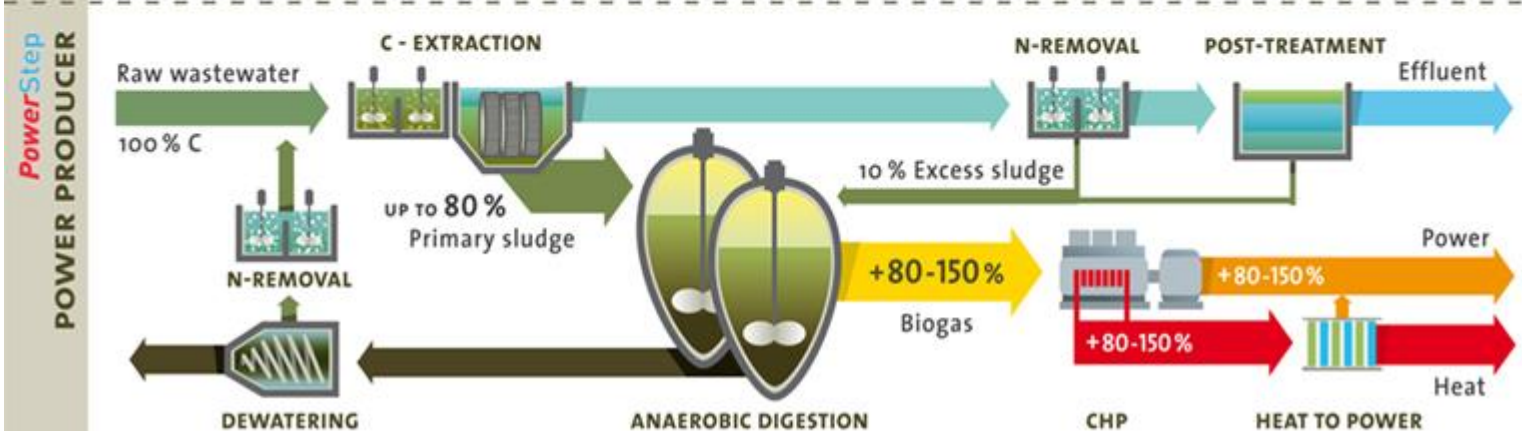 PowerStep
POWER PRODUCER
C - EXTRACTION
N-REMOVAL
POST-TREATMENT
Raw wastewater
Effluent
100 % C
10 % Excess sludge
UP TO 80 %
Primary sludge
Power
N-REMOVAL
+80-150 %
+80-150 %
Biogas
+80-150 %
Heat
DEWATERING
ANAEROBIC DIGESTION
CHP
HEAT TO POWER